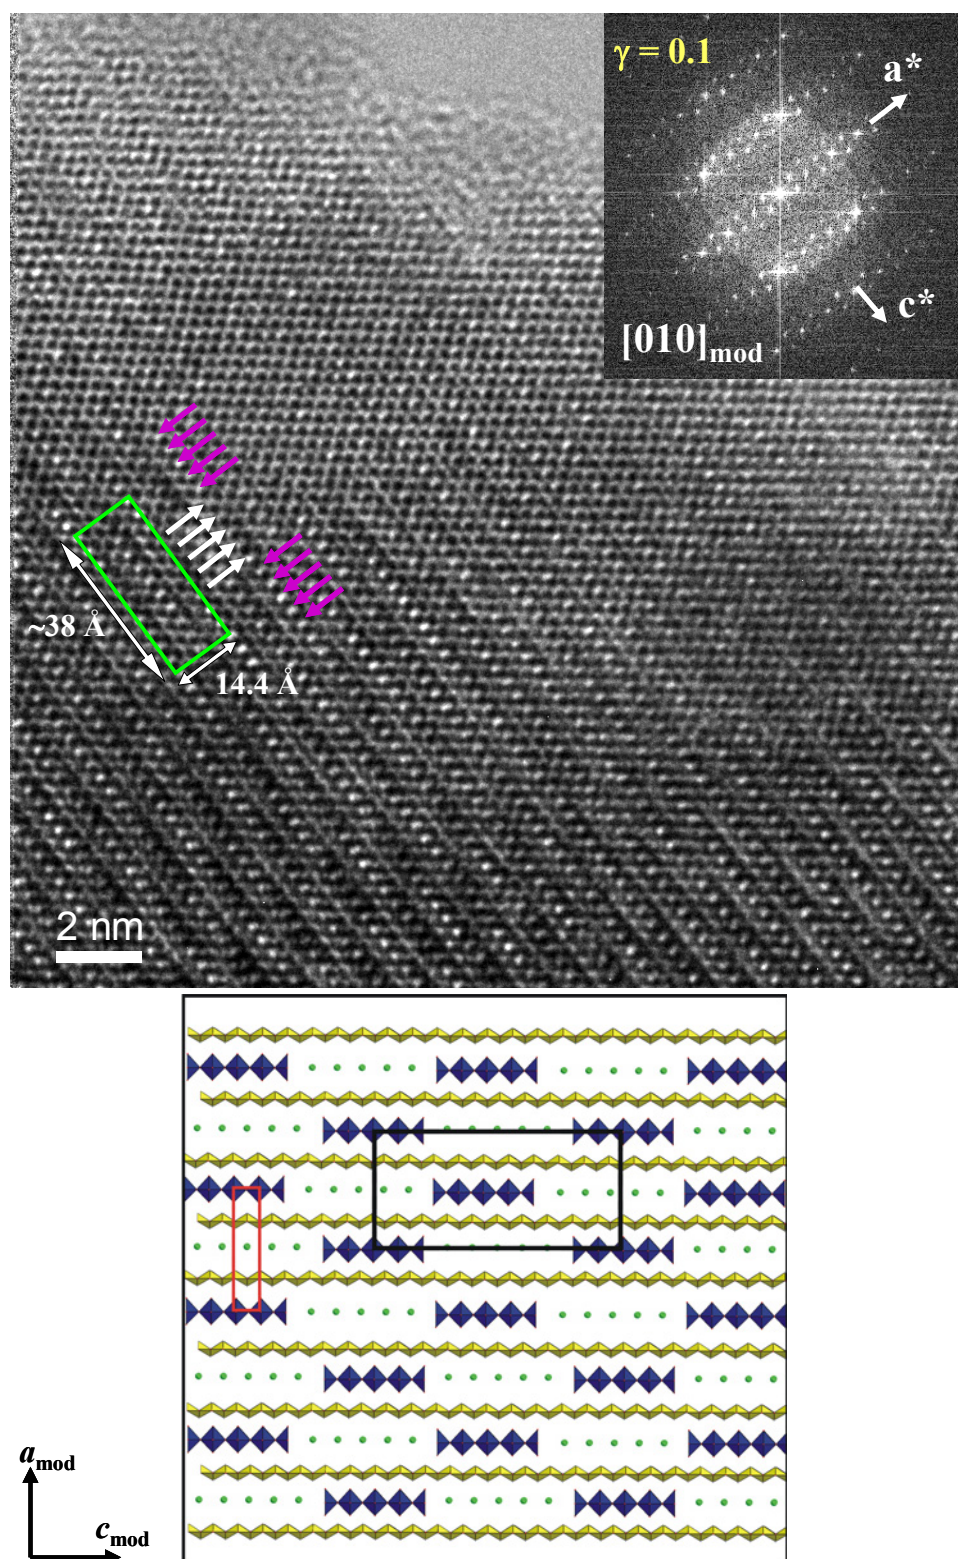 γ = 0.1
a*
c*
[010]mod
~38 Å
14.4 Å
2 nm
amod
cmod